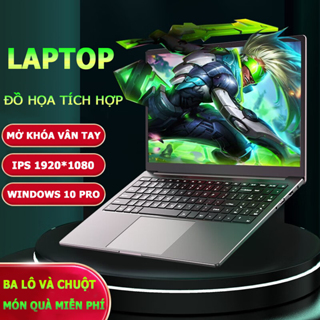 LAPTOP
ĐỒ HỌA TÍCH HỢP
MỞ KHÓA VÂN TAY
IPS 1920*1080
WINDOWS 10 PRO
BA LÔ VÀ CHUỘT
MÓN QUÀ MIỄN PHÍ